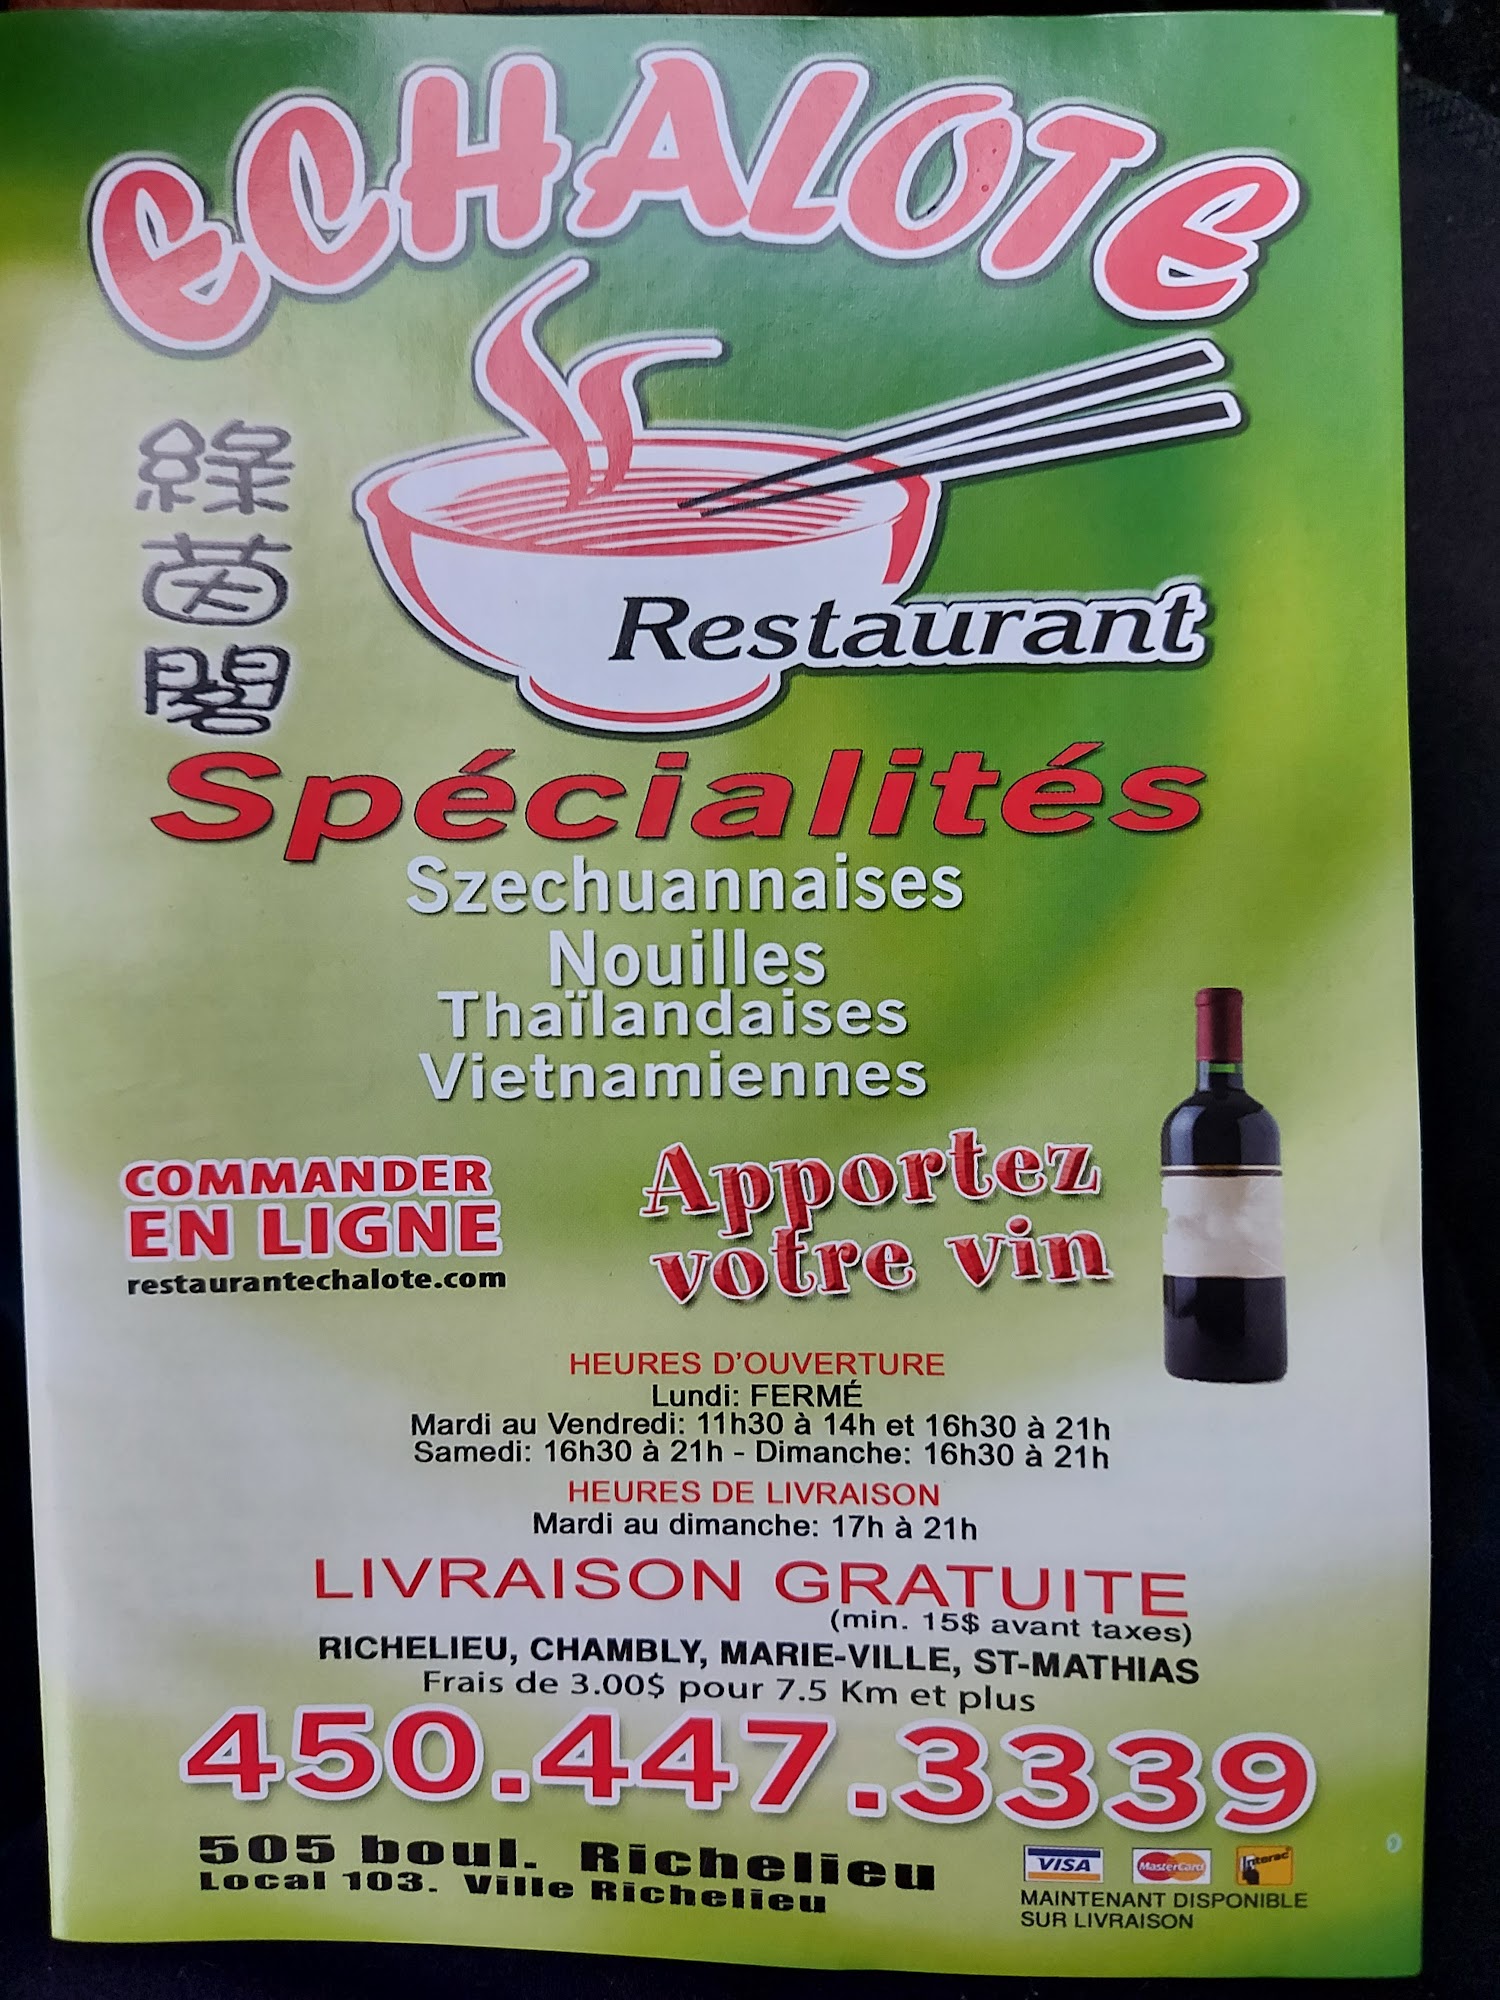 ECHALOTE
綠
茵
閣
Restaurant
Spécialités
Szechuannaises
Nouilles
Thaïlandaises
Vietnamiennes
COMMANDER
EN LIGNE
restaurantechalote.com
Apportez
votre vin
HEURES D'OUVERTURE
Lundi: FERMÉ
Mardi au Vendredi: 11h30 à 14h et 16h30 à 21h
Samedi: 16h30 à 21h - Dimanche: 16h30 à 21h
HEURES DE LIVRAISON
Mardi au dimanche: 17h à 21h
LIVRAISON GRATUITE
(min. 15$ avant taxes)
RICHELIEU, CHAMBLY, MARIE-VILLE, ST-MATHIAS
Frais de 3.00$ pour 7.5 Km et plus
450.447.3339
505 boul. Richelieu
Local 103. Ville Richelieu
VISA MasterCard Interac
MAINTENANT DISPONIBLE
SUR LIVRAISON